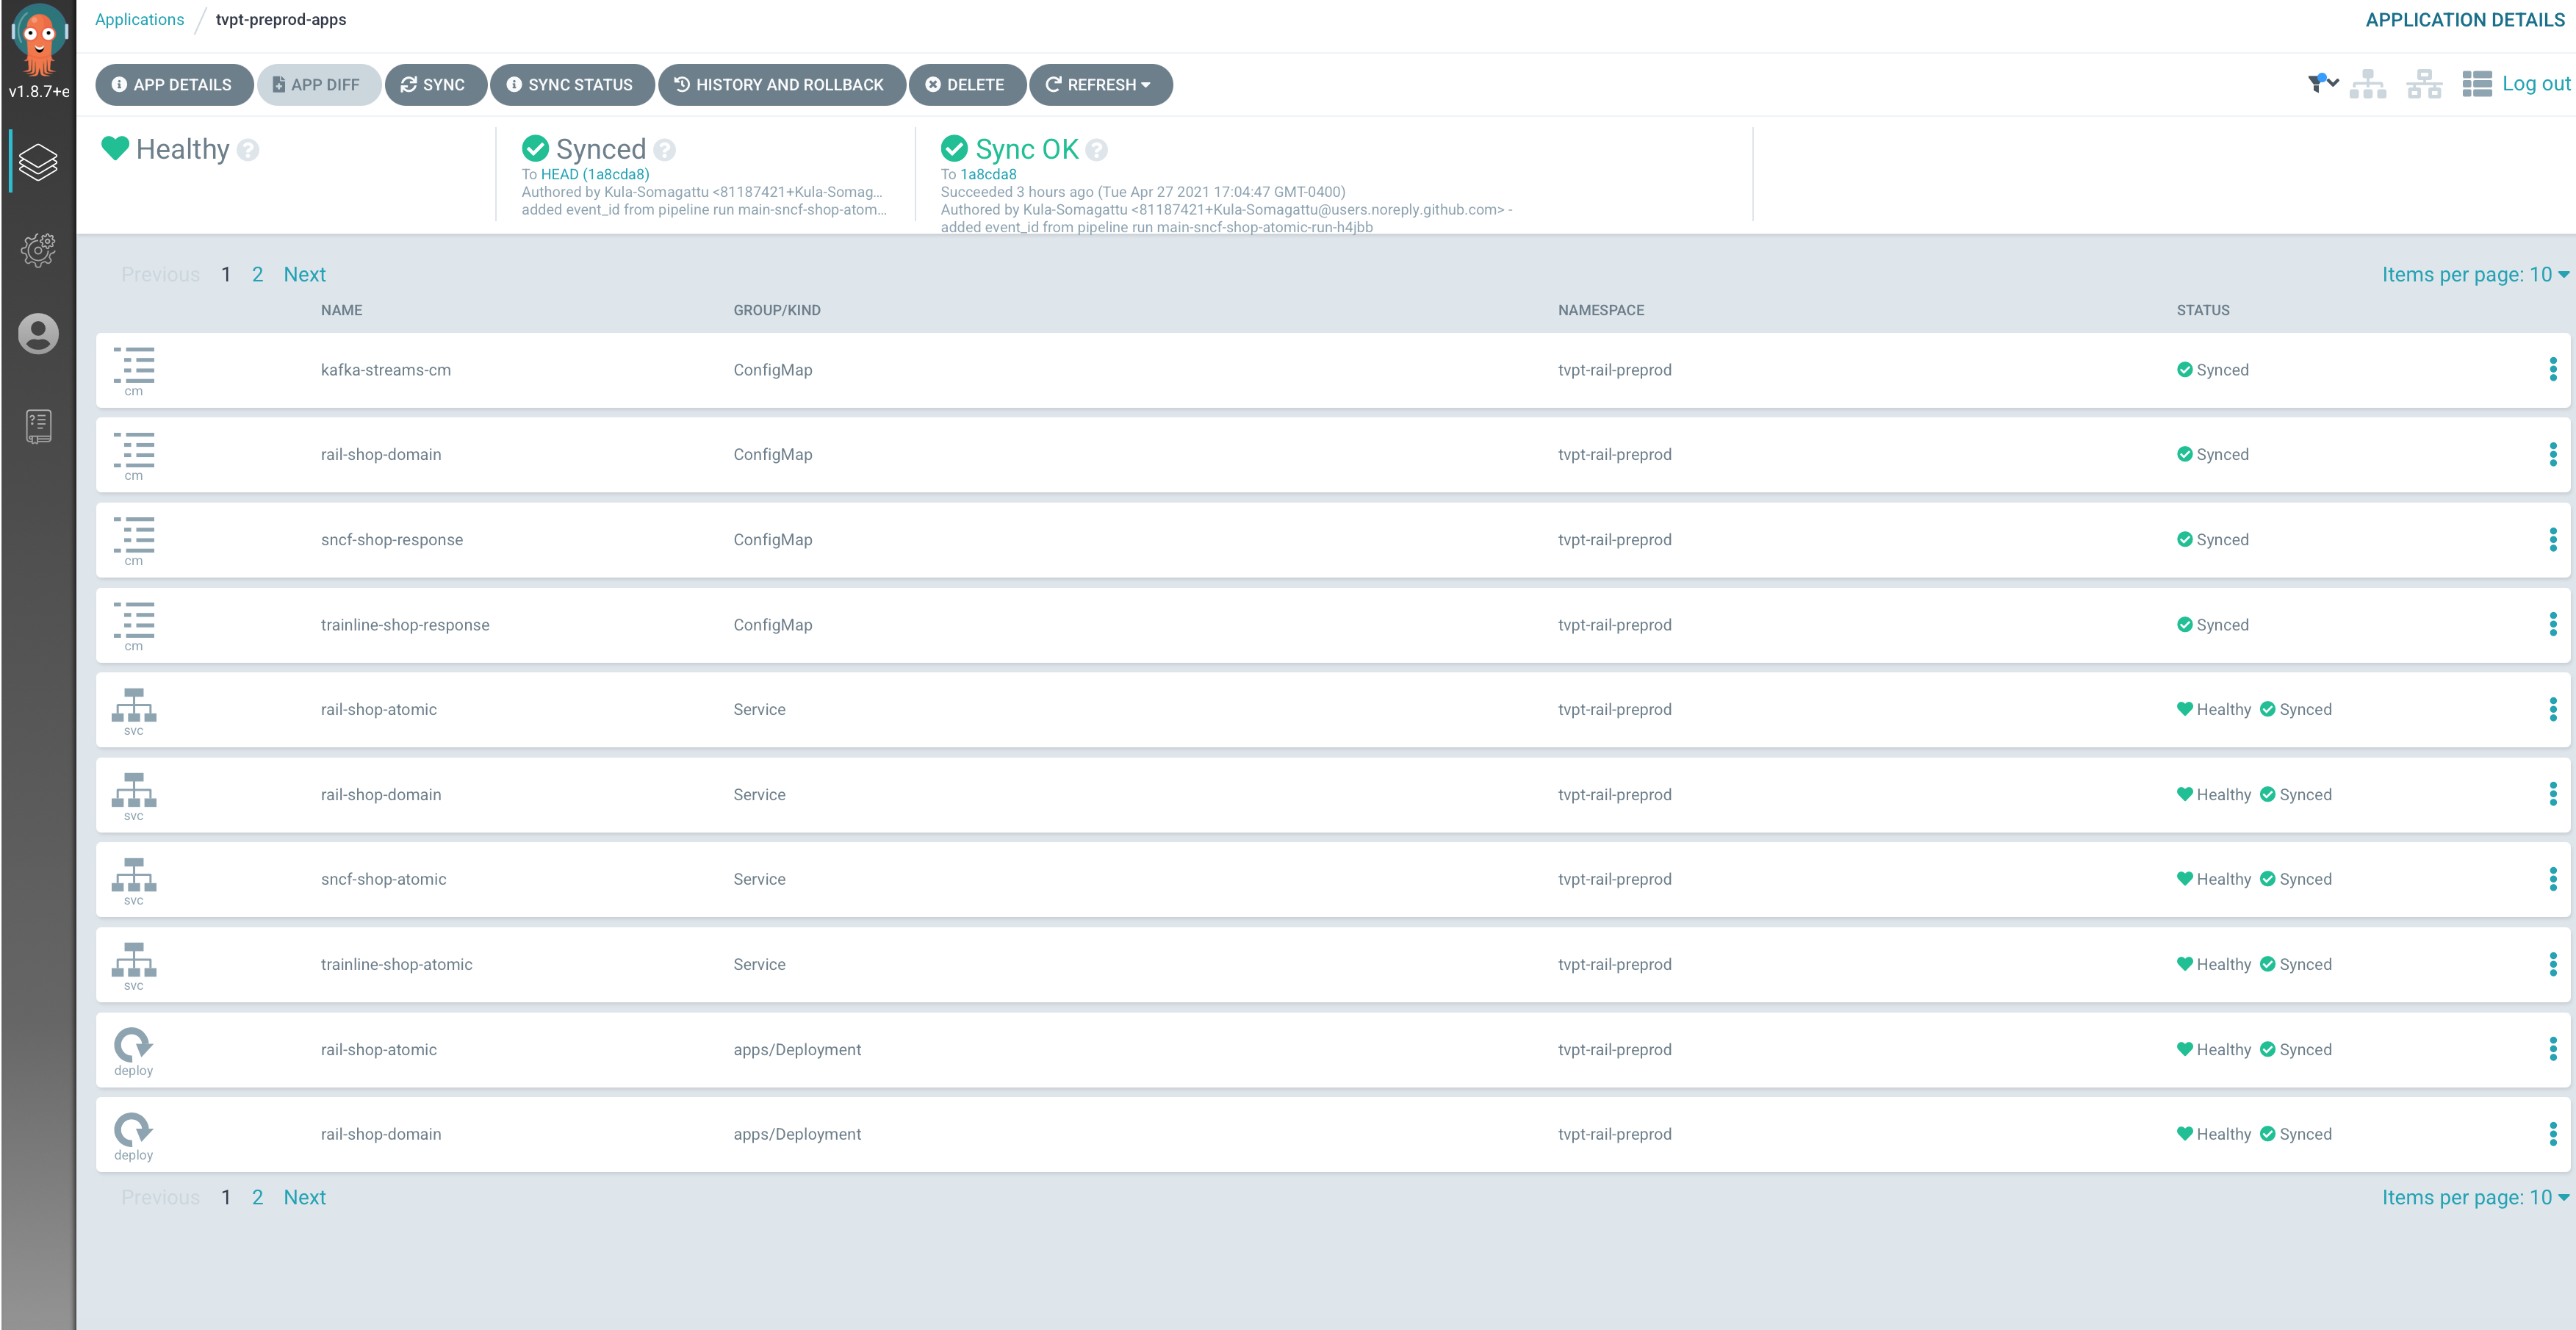 Applications / tvpt-preprod-apps
APPLICATION DETAILS
v1.8.7+e
APP DETAILS
APP DIFF
SYNC
SYNC STATUS
HISTORY AND ROLLBACK
DELETE
REFRESH
Log out
Healthy
Synced
To HEAD (1a8cda8)
Authored by Kula-Somagattu <81187421+Kula-Somag...
added event_id from pipeline run main-sncf-shop-atom...
Sync OK
To 1a8cda8
Succeeded 3 hours ago (Tue Apr 27 2021 17:04:47 GMT-0400)
Authored by Kula-Somagattu <81187421+Kula-Somagattu@users.noreply.github.com> -
added event_id from pipeline run main-sncf-shop-atomic-run-h4jbb
Previous 1 2 Next
Items per page: 10
NAME GROUP/KIND NAMESPACE STATUS
cm kafka-streams-cm ConfigMap tvpt-rail-preprod Synced
cm rail-shop-domain ConfigMap tvpt-rail-preprod Synced
cm sncf-shop-response ConfigMap tvpt-rail-preprod Synced
cm trainline-shop-response ConfigMap tvpt-rail-preprod Synced
svc rail-shop-atomic Service tvpt-rail-preprod Healthy Synced
svc rail-shop-domain Service tvpt-rail-preprod Healthy Synced
svc sncf-shop-atomic Service tvpt-rail-preprod Healthy Synced
svc trainline-shop-atomic Service tvpt-rail-preprod Healthy Synced
deploy rail-shop-atomic apps/Deployment tvpt-rail-preprod Healthy Synced
deploy rail-shop-domain apps/Deployment tvpt-rail-preprod Healthy Synced
Previous 1 2 Next
Items per page: 10